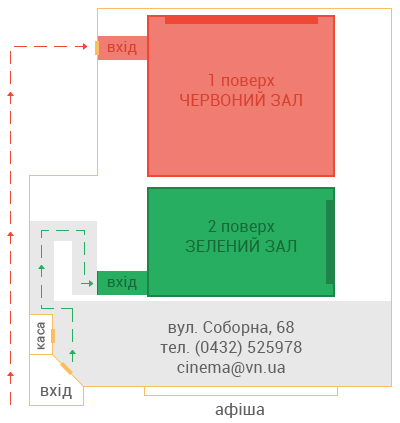 вхід
1 поверх
ЧЕРВОНИЙ ЗАЛ
2 поверх
ЗЕЛЕНИЙ ЗАЛ
вхід
каса
вул. Соборна, 68
тел. (0432) 525978
cinema@vn.ua
вхід
афіша